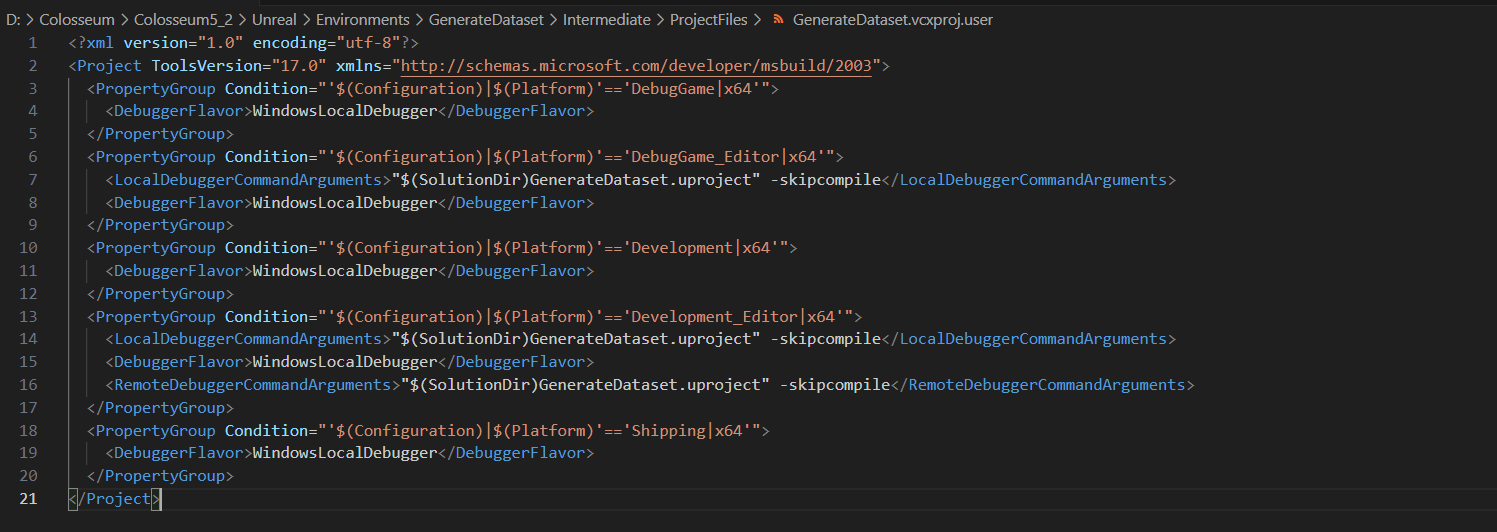 D: > Colosseum > Colosseum5_2 > Unreal > Environments > GenerateDataset > Intermediate > ProjectFiles > GenerateDataset.vcxproj.user
1 <?xml version="1.0" encoding="utf-8"?>
2 <Project ToolsVersion="17.0" xmlns="http://schemas.microsoft.com/developer/msbuild/2003">
3   <PropertyGroup Condition="'$(Configuration)|$(Platform)'=='DebugGame|x64'">
4     <DebuggerFlavor>WindowsLocalDebugger</DebuggerFlavor>
5   </PropertyGroup>
6   <PropertyGroup Condition="'$(Configuration)|$(Platform)'=='DebugGame_Editor|x64'">
7     <LocalDebuggerCommandArguments>"$(SolutionDir)GenerateDataset.uproject" -skipcompile</LocalDebuggerCommandArguments>
8     <DebuggerFlavor>WindowsLocalDebugger</DebuggerFlavor>
9   </PropertyGroup>
10   <PropertyGroup Condition="'$(Configuration)|$(Platform)'=='Development|x64'">
11     <DebuggerFlavor>WindowsLocalDebugger</DebuggerFlavor>
12   </PropertyGroup>
13   <PropertyGroup Condition="'$(Configuration)|$(Platform)'=='Development_Editor|x64'">
14     <LocalDebuggerCommandArguments>"$(SolutionDir)GenerateDataset.uproject" -skipcompile</LocalDebuggerCommandArguments>
15     <DebuggerFlavor>WindowsLocalDebugger</DebuggerFlavor>
16     <RemoteDebuggerCommandArguments>"$(SolutionDir)GenerateDataset.uproject" -skipcompile</RemoteDebuggerCommandArguments>
17   </PropertyGroup>
18   <PropertyGroup Condition="'$(Configuration)|$(Platform)'=='Shipping|x64'">
19     <DebuggerFlavor>WindowsLocalDebugger</DebuggerFlavor>
20   </PropertyGroup>
21 </Project>